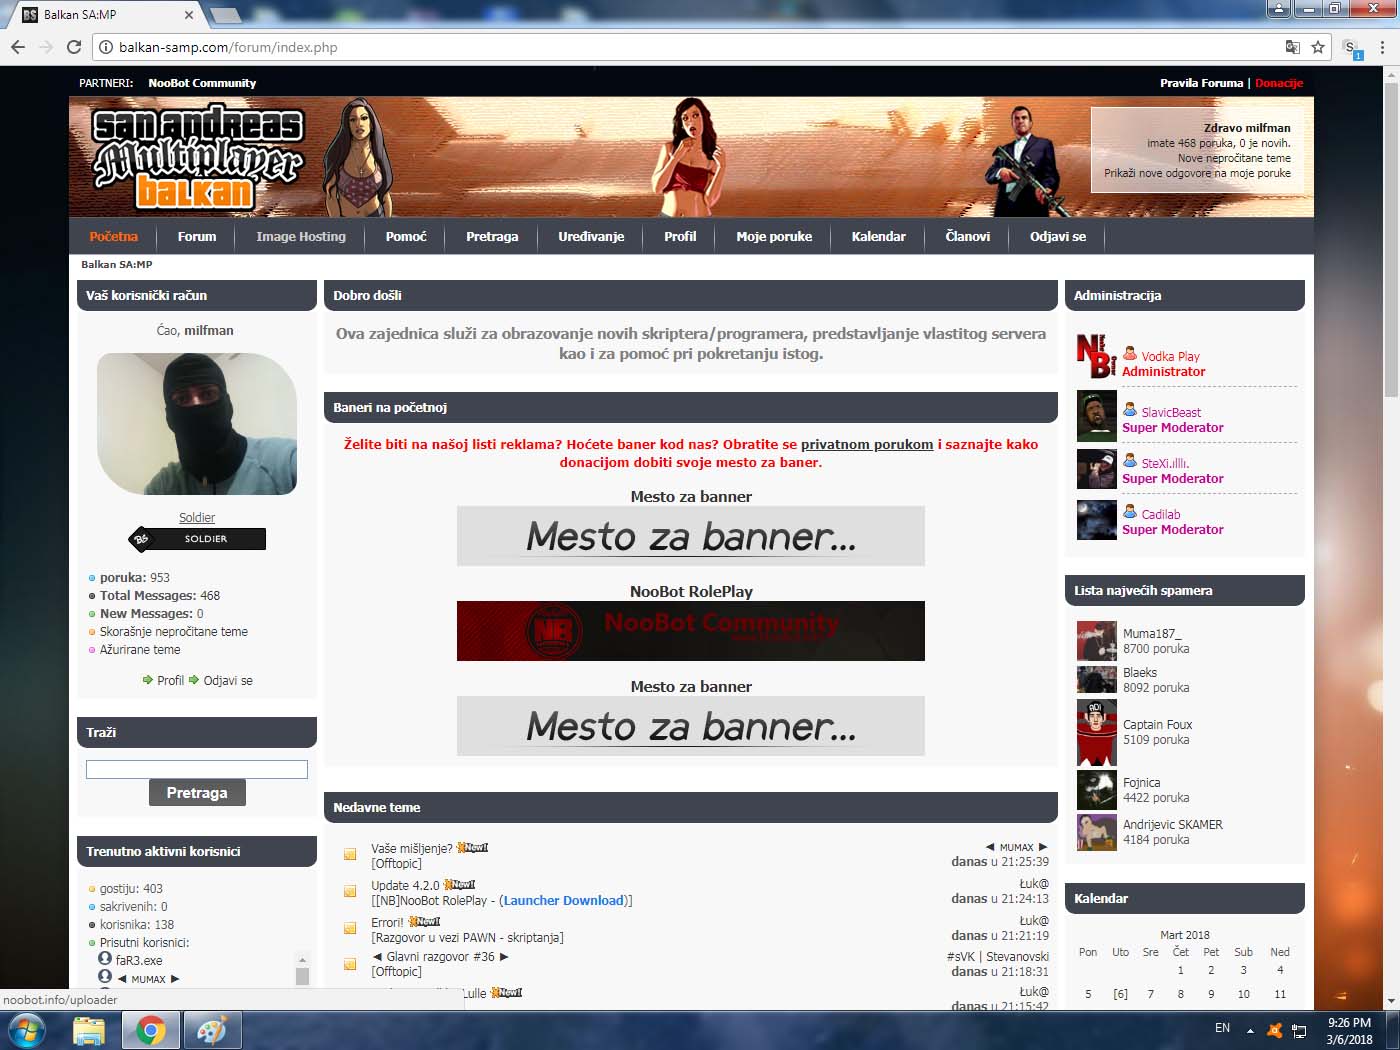 Balkan SA:MP
balkan-samp.com/forum/index.php
PARTNERI: NooBot Community
Pravila Foruma | Donacije
san andreas
Multiplayer
BALKAN
Zdravo milfman
imate 468 poruka, 0 je novih.
Nove nepročitane teme
Prikaži nove odgovore na moje poruke
Početna Forum Image Hosting Pomoć Pretraga Uređivanje Profil Moje poruke Kalendar Članovi Odjavi se
Balkan SA:MP
Vaš korisnički račun
Ćao, milfman
Soldier
BS SOLDIER
poruka: 953
Total Messages: 468
New Messages: 0
Skorašnje nepročitane teme
Ažurirane teme
Profil Odjavi se
Traži
Pretraga
Trenutno aktivni korisnici
gostiju: 403
sakrivenih: 0
korisnika: 138
Prisutni korisnici:
faR3.exe
◄ MUMAX ►
Dobro došli
Ova zajednica služi za obrazovanje novih skriptera/programera, predstavljanje vlastitog servera
kao i za pomoć pri pokretanju istog.
Baneri na početnoj
Želite biti na našoj listi reklama? Hoćete baner kod nas? Obratite se privatnom porukom i saznajte kako
donacijom dobiti svoje mesto za baner.
Mesto za banner
Mesto za banner...
NooBot RolePlay
NB NooBot Community
Mesto za banner
Mesto za banner...
Nedavne teme
Vaše mišljenje? New! ◄ MUMAX ►
[Offtopic] danas u 21:25:39
Update 4.2.0 New! Łuk@
[[NB]NooBot RolePlay - (Launcher Download)] danas u 21:24:13
Errori! New! Łuk@
[Razgovor u vezi PAWN - skriptanja] danas u 21:21:19
◄ Glavni razgovor #36 ► #sVK | Stevanovski
[Offtopic] danas u 21:18:31
Lulle New! Łuk@
danas u 21:15:42
Administracija
NB
Vodka Play
Administrator
SlavicBeast
Super Moderator
SteXi.ıllı.
Super Moderator
Cadilab
Super Moderator
Lista najvećih spamera
Muma187_
8700 poruka
Blaeks
8092 poruka
Captain Foux
5109 poruka
Fojnica
4422 poruka
Andrijevic SKAMER
4184 poruka
Kalendar
Mart 2018
Pon Uto Sre Čet Pet Sub Ned
1 2 3 4
5 [6] 7 8 9 10 11
noobot.info/uploader
EN
9:26 PM
3/6/2018